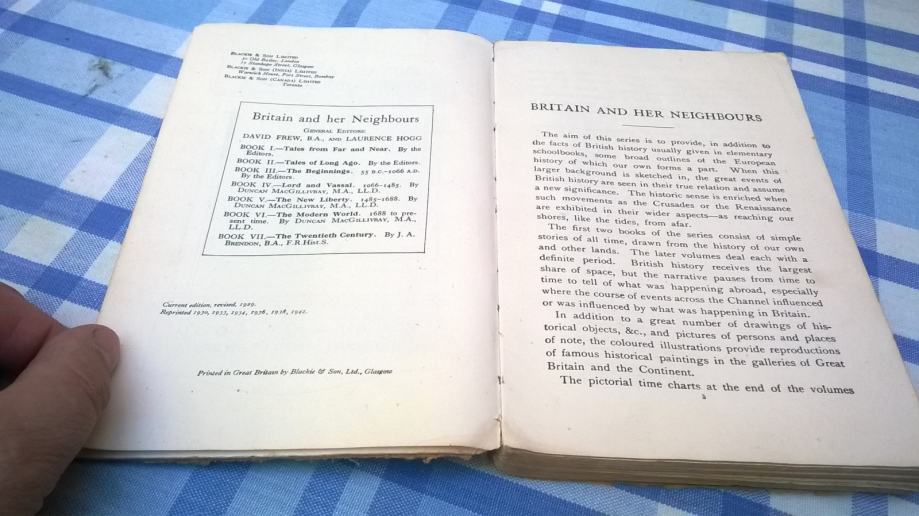 BLACKIE & SON LIMITED
50 Old Bailey, London
17 Stanhope Street, Glasgow
BLACKIE & SON (INDIA) LIMITED
Warwick House, Fort Street, Bombay
BLACKIE & SON (CANADA) LIMITED
Toronto
Britain and her Neighbours
GENERAL EDITORS:
DAVID FREW, B.A., AND LAURENCE HOGG
BOOK I.—Tales from Far and Near. By the
Editors.
BOOK II.—Tales of Long Ago. By the Editors.
BOOK III.—The Beginnings. 55 B.C.-1066 A.D.
By the Editors.
BOOK IV.—Lord and Vassal. 1066-1485. By
DUNCAN MACGILLIVRAY, M.A., LL.D.
BOOK V.—The New Liberty. 1485-1688. By
DUNCAN MACGILLIVRAY, M.A., LL.D.
BOOK VI.—The Modern World. 1688 to pre-
sent time. By DUNCAN MACGILLIVRAY, M.A.,
LL.D.
BOOK VII.—The Twentieth Century. By J. A.
BRENDON, B.A., F.R.Hist.S.
Current edition, revised, 1929.
Reprinted 1930, 1933, 1934, 1936, 1938, 1942.
Printed in Great Britain by Blackie & Son, Ltd., Glasgow
BRITAIN AND HER NEIGHBOURS
The aim of this series is to provide, in addition to
the facts of British history usually given in elementary
schoolbooks, some broad outlines of the European
history of which our own forms a part. When this
larger background is sketched in, the great events of
British history are seen in their true relation and assume
a new significance. The historic sense is enriched when
such movements as the Crusades or the Renaissance
are exhibited in their wider aspects—as reaching our
shores, like the tides, from afar.
The first two books of the series consist of simple
stories of all time, drawn from the history of our own
and other lands. The later volumes deal each with a
definite period. British history receives the largest
share of space, but the narrative pauses from time to
time to tell of what was happening abroad, especially
where the course of events across the Channel influenced
or was influenced by what was happening in Britain.
In addition to a great number of drawings of his-
torical objects, &c., and pictures of persons and places
of note, the coloured illustrations provide reproductions
of famous historical paintings in the galleries of Great
Britain and the Continent.
The pictorial time charts at the end of the volumes